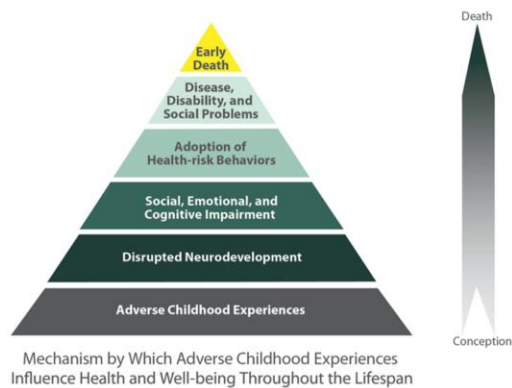 Early
Death
Disease,
Disability, and
Social Problems
Adoption of
Health-risk Behaviors
Social, Emotional, and
Cognitive Impairment
Disrupted Neurodevelopment
Adverse Childhood Experiences
Mechanism by Which Adverse Childhood Experiences
Influence Health and Well-being Throughout the Lifespan
Death
Conception